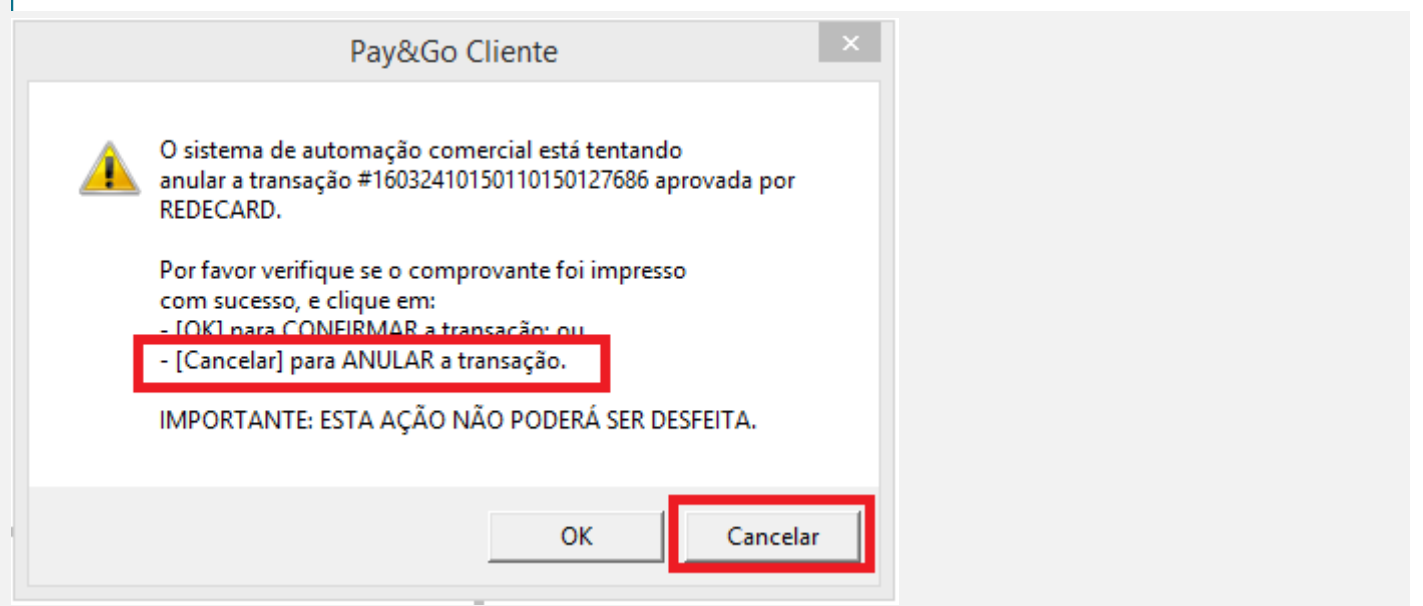 Pay&Go Cliente
O sistema de automação comercial está tentando
anular a transação #16032410150110150127686 aprovada por
REDECARD.
Por favor verifique se o comprovante foi impresso
com sucesso, e clique em:
- [OK] para CONFIRMAR a transação; ou
- [Cancelar] para ANULAR a transação.
IMPORTANTE: ESTA AÇÃO NÃO PODERÁ SER DESFEITA.
OK
Cancelar